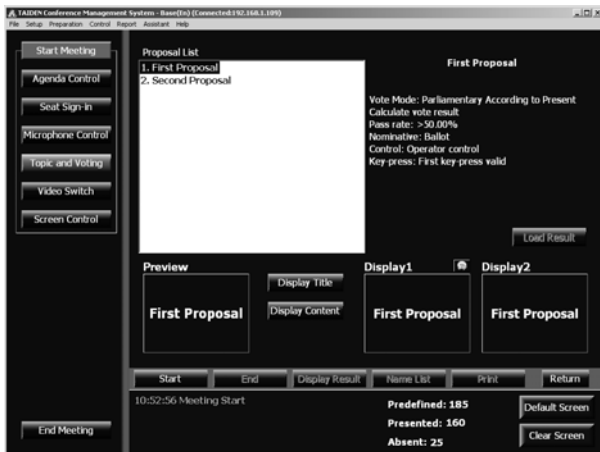 TAIDEN Conference Management System - Base(En) (Connected:192.168.1.109)
File Setup Preparation Control Report Assistant Help
Start Meeting
Agenda Control
Seat Sign-in
Microphone Control
Topic and Voting
Video Switch
Screen Control
End Meeting
Proposal List
1. First Proposal
2. Second Proposal
First Proposal
Vote Mode: Parliamentary According to Present
Calculate vote result
Pass rate: >50.00%
Nominative: Ballot
Control: Operator control
Key-press: First key-press valid
Load Result
Preview
First Proposal
Display Title
Display Content
Display1
First Proposal
Display2
First Proposal
Start End Display Result Name List Print Return
10:52:56 Meeting Start
Predefined: 185
Presented: 160
Absent: 25
Default Screen
Clear Screen